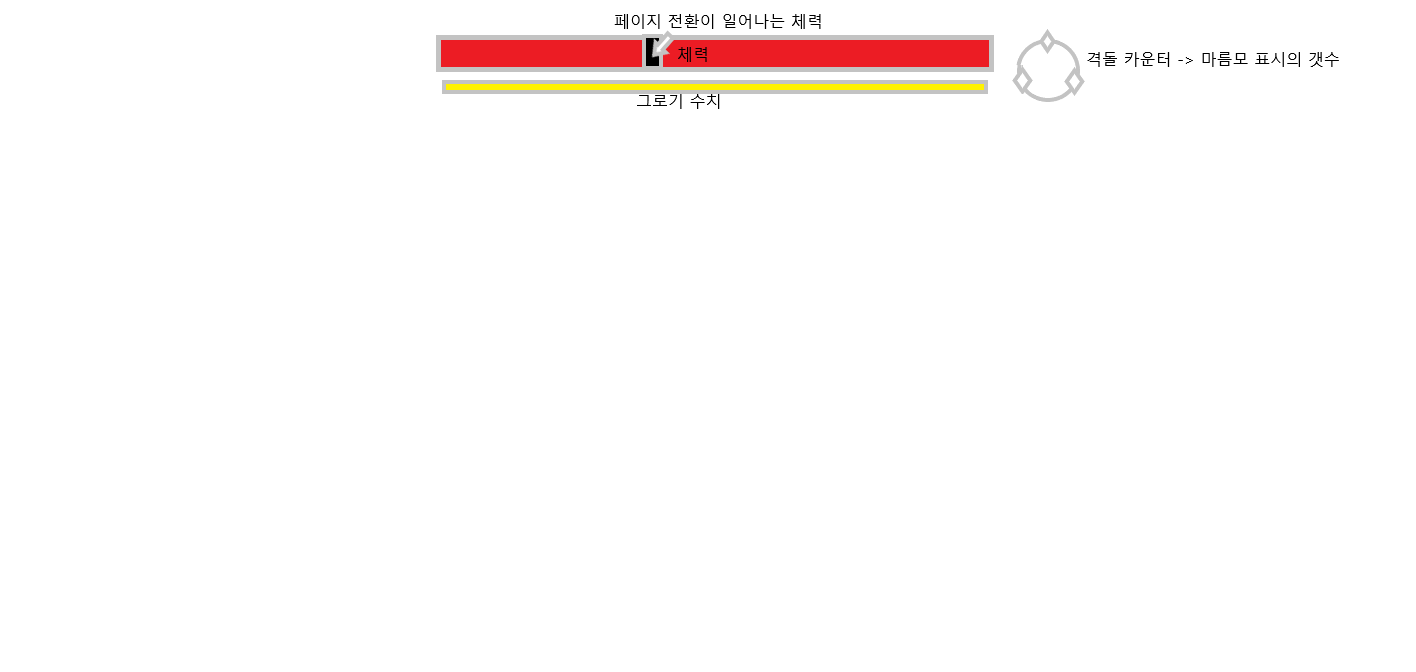 페이지 전환이 일어나는 체력
체력
격돌 카운터 -> 마름모 표시의 갯수
그로기 수치